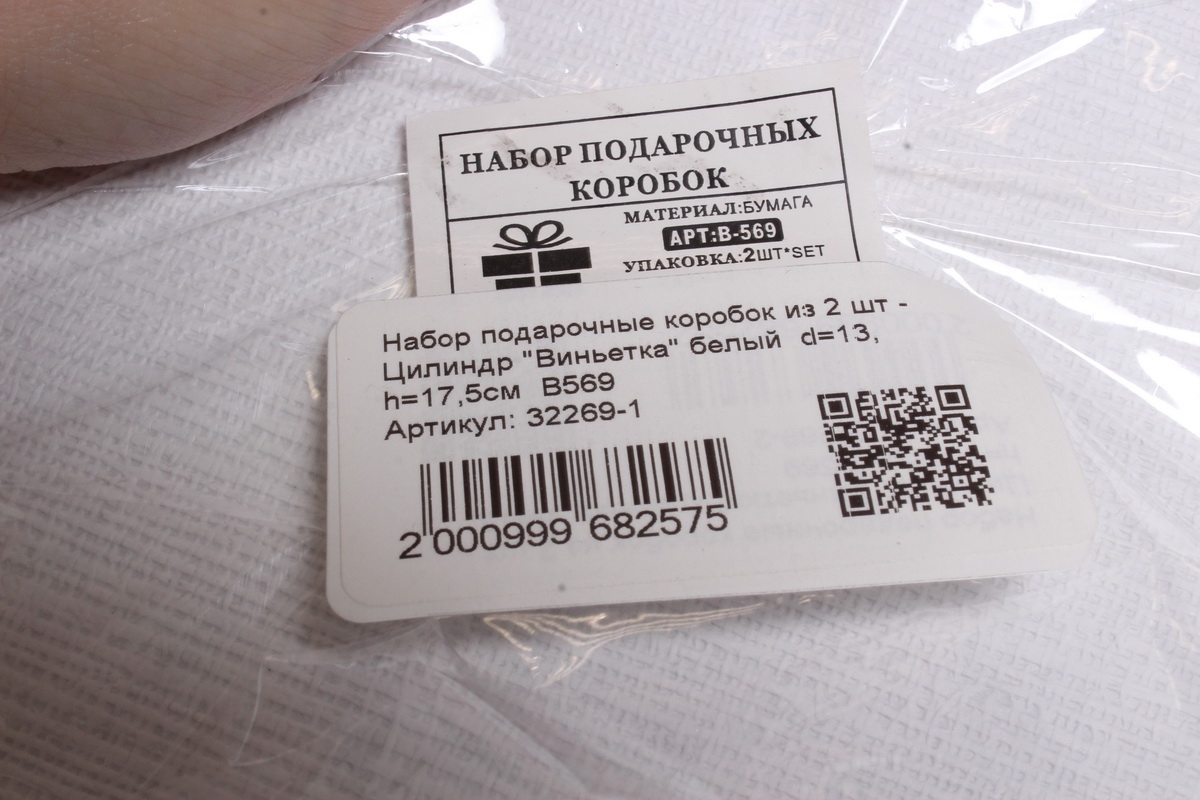 НАБОР ПОДАРОЧНЫХ
КОРОБОК
МАТЕРИАЛ:БУМАГА
АРТ:В-569
УПАКОВКА:2ШТ*SET
Набор подарочные коробок из 2 шт -
Цилиндр "Виньетка" белый d=13,
h=17,5см В569
Артикул: 32269-1
2 000999 682575